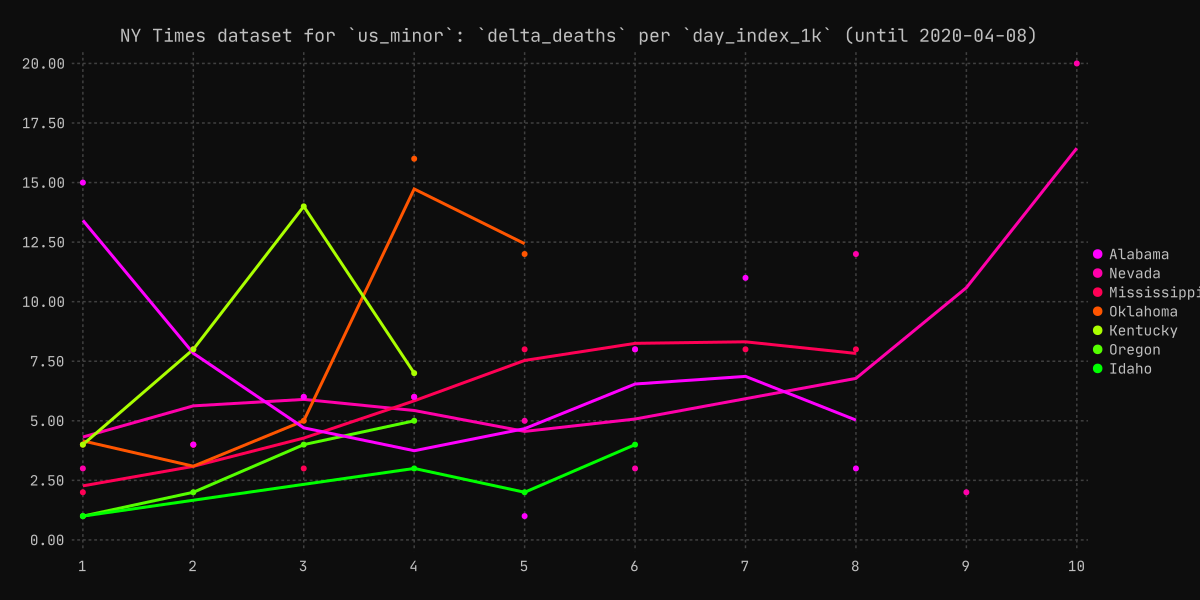 NY Times dataset for `us_minor`: `delta_deaths` per `day_index_1k` (until 2020-04-08)
20.00
17.50
15.00
12.50
10.00
7.50
5.00
2.50
0.00
1 2 3 4 5 6 7 8 9 10
Alabama
Nevada
Mississippi
Oklahoma
Kentucky
Oregon
Idaho